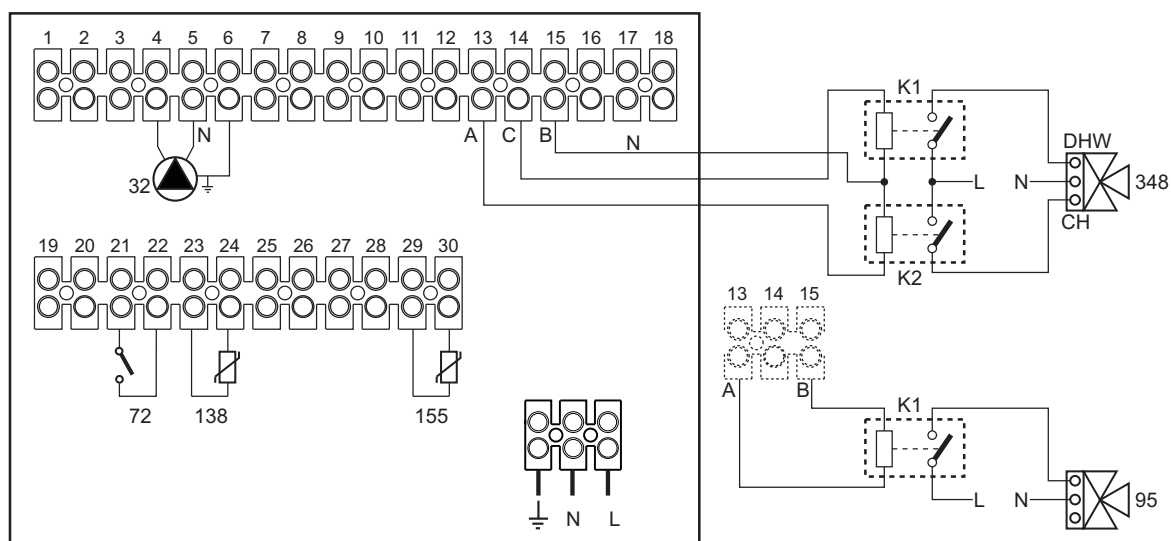 1 2 3 4 5 6 7 8 9 10 11 12 13 14 15 16 17 18
K1
N A C B N
DHW
32
L N 348
CH
K2
19 20 21 22 23 24 25 26 27 28 29 30
13 14 15
A B
72 138 155
K1
L N 95
N L